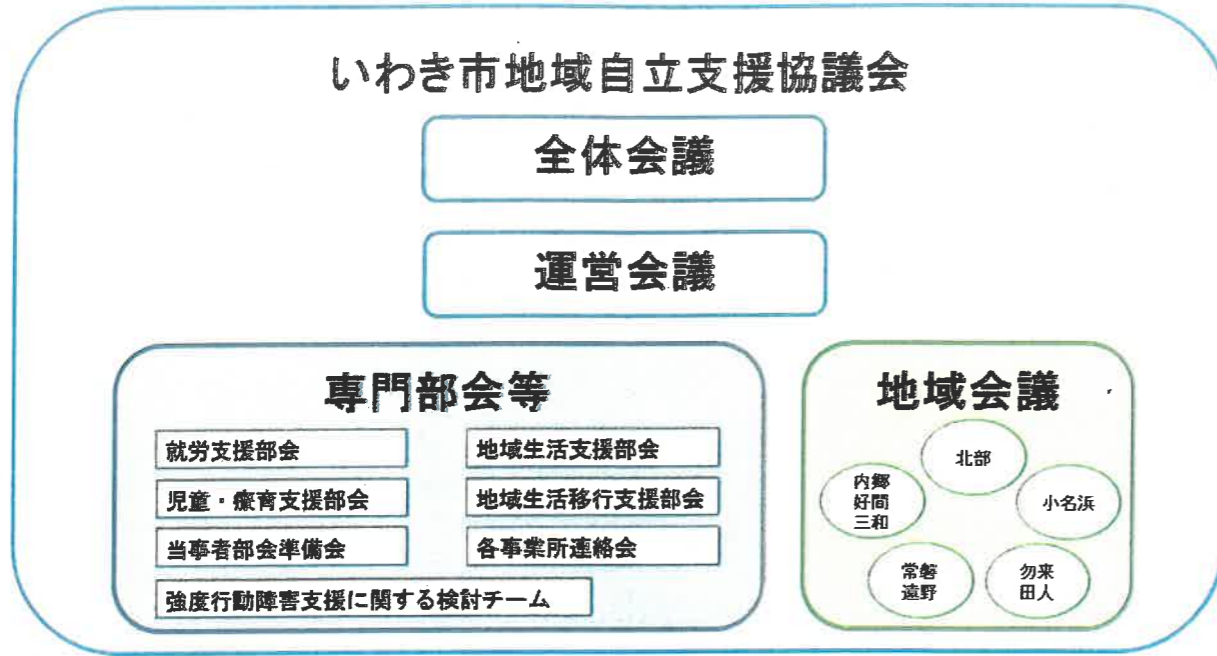 いわき市地域自立支援協議会
全体会議
運営会議
専門部会等
就労支援部会
地域生活支援部会
児童・療育支援部会
地域生活移行支援部会
当事者部会準備会
各事業所連絡会
強度行動障害支援に関する検討チーム
地域会議
北部
内郷
好間
三和
小名浜
常磐
遠野
勿来
田人